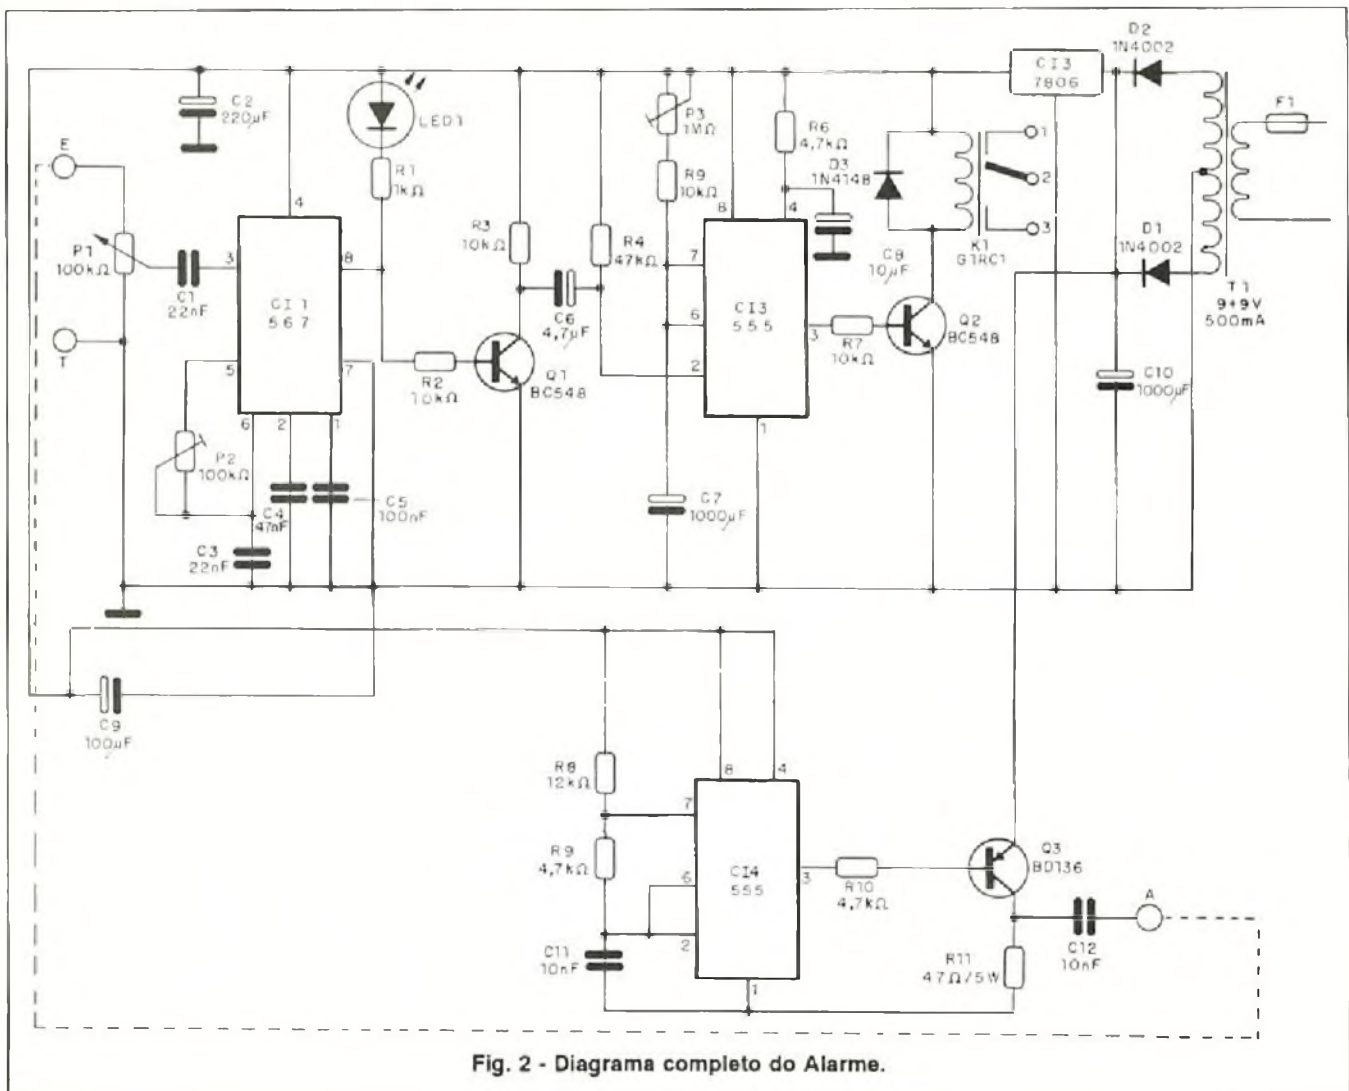 D2
1N4002
CI3
7806
F1
C2
220µF
LED1
P3
1MΩ
R6
4,7kΩ
D3
1N4148
1
2
3
E
R1
1kΩ
R9
10kΩ
4
8
4
K1
G1RC1
D1
1N4002
P1
100kΩ
C1
22nF
3
8
CI1
567
R3
10kΩ
R4
47kΩ
7
C8
10µF
T1
9+9V
500mA
C6
4,7µF
6
CI3
555
3
R7
10kΩ
Q2
BC548
T
5
7
R2
10kΩ
Q1
BC548
2
C10
1000µF
6
2
1
1
P2
100kΩ
C4
47nF
C5
100nF
C7
1000µF
C3
22nF
C9
100µF
R8
12kΩ
8
4
7
R9
4,7kΩ
CI4
555
6
3
R10
4,7kΩ
Q3
BD136
A
2
C11
10nF
1
R11
47Ω/5W
C12
10nF
Fig. 2 - Diagrama completo do Alarme.